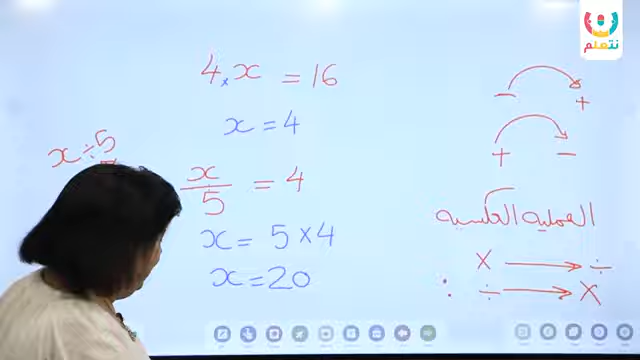 نتعلم
4 × x = 16
x = 4
x ÷ 5
x/5 = 4
x = 5 × 4
x = 20
− → +
+ → −
العملية العكسية
× → ÷
÷ → ×